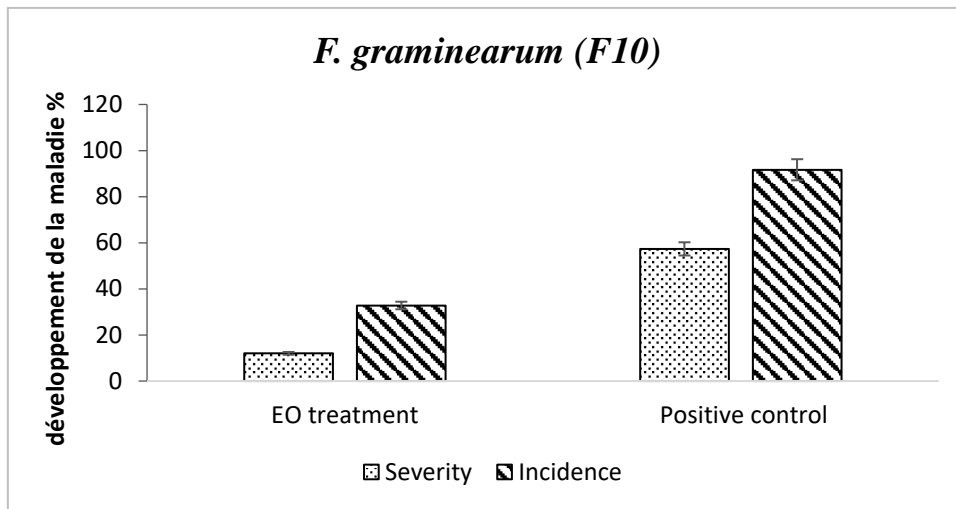 F. graminearum (F10)
développement de la maladie %
120
100
80
60
40
20
0
EO treatment Positive control
Severity Incidence